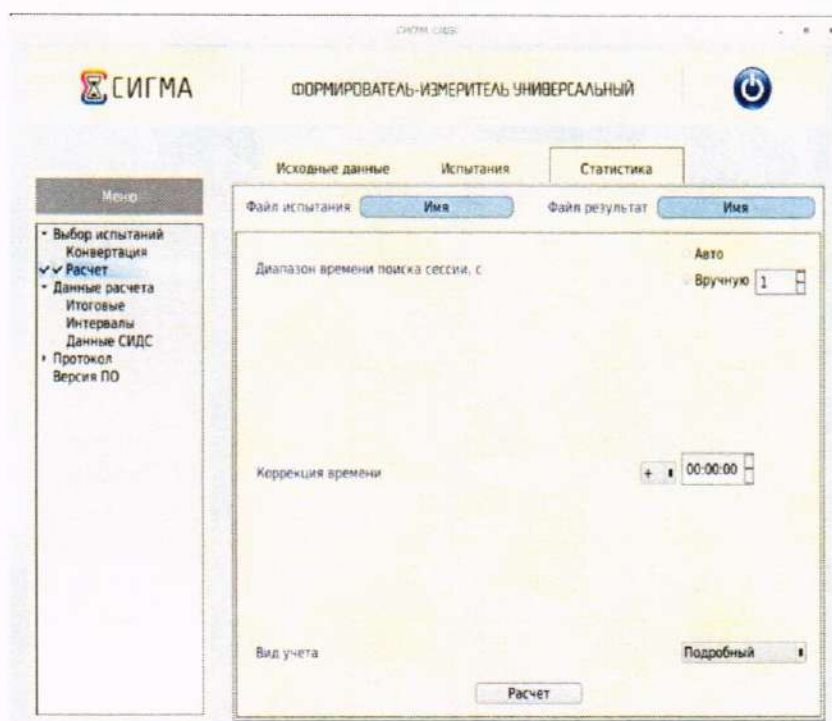 СИГМА СИДС
СИГМА
ФОРМИРОВАТЕЛЬ-ИЗМЕРИТЕЛЬ УНИВЕРСАЛЬНЫЙ
Исходные данные Испытания Статистика
Меню
Файл испытания Имя Файл результат Имя
Выбор испытаний
Конвертация
Расчет
Данные расчета
Итоговые
Интервалы
Данные СИДС
Протокол
Версия ПО
Диапазон времени поиска сессии, с
Авто
Вручную 1
Коррекция времени + 00:00:00
Вид учета Подробный
Расчет